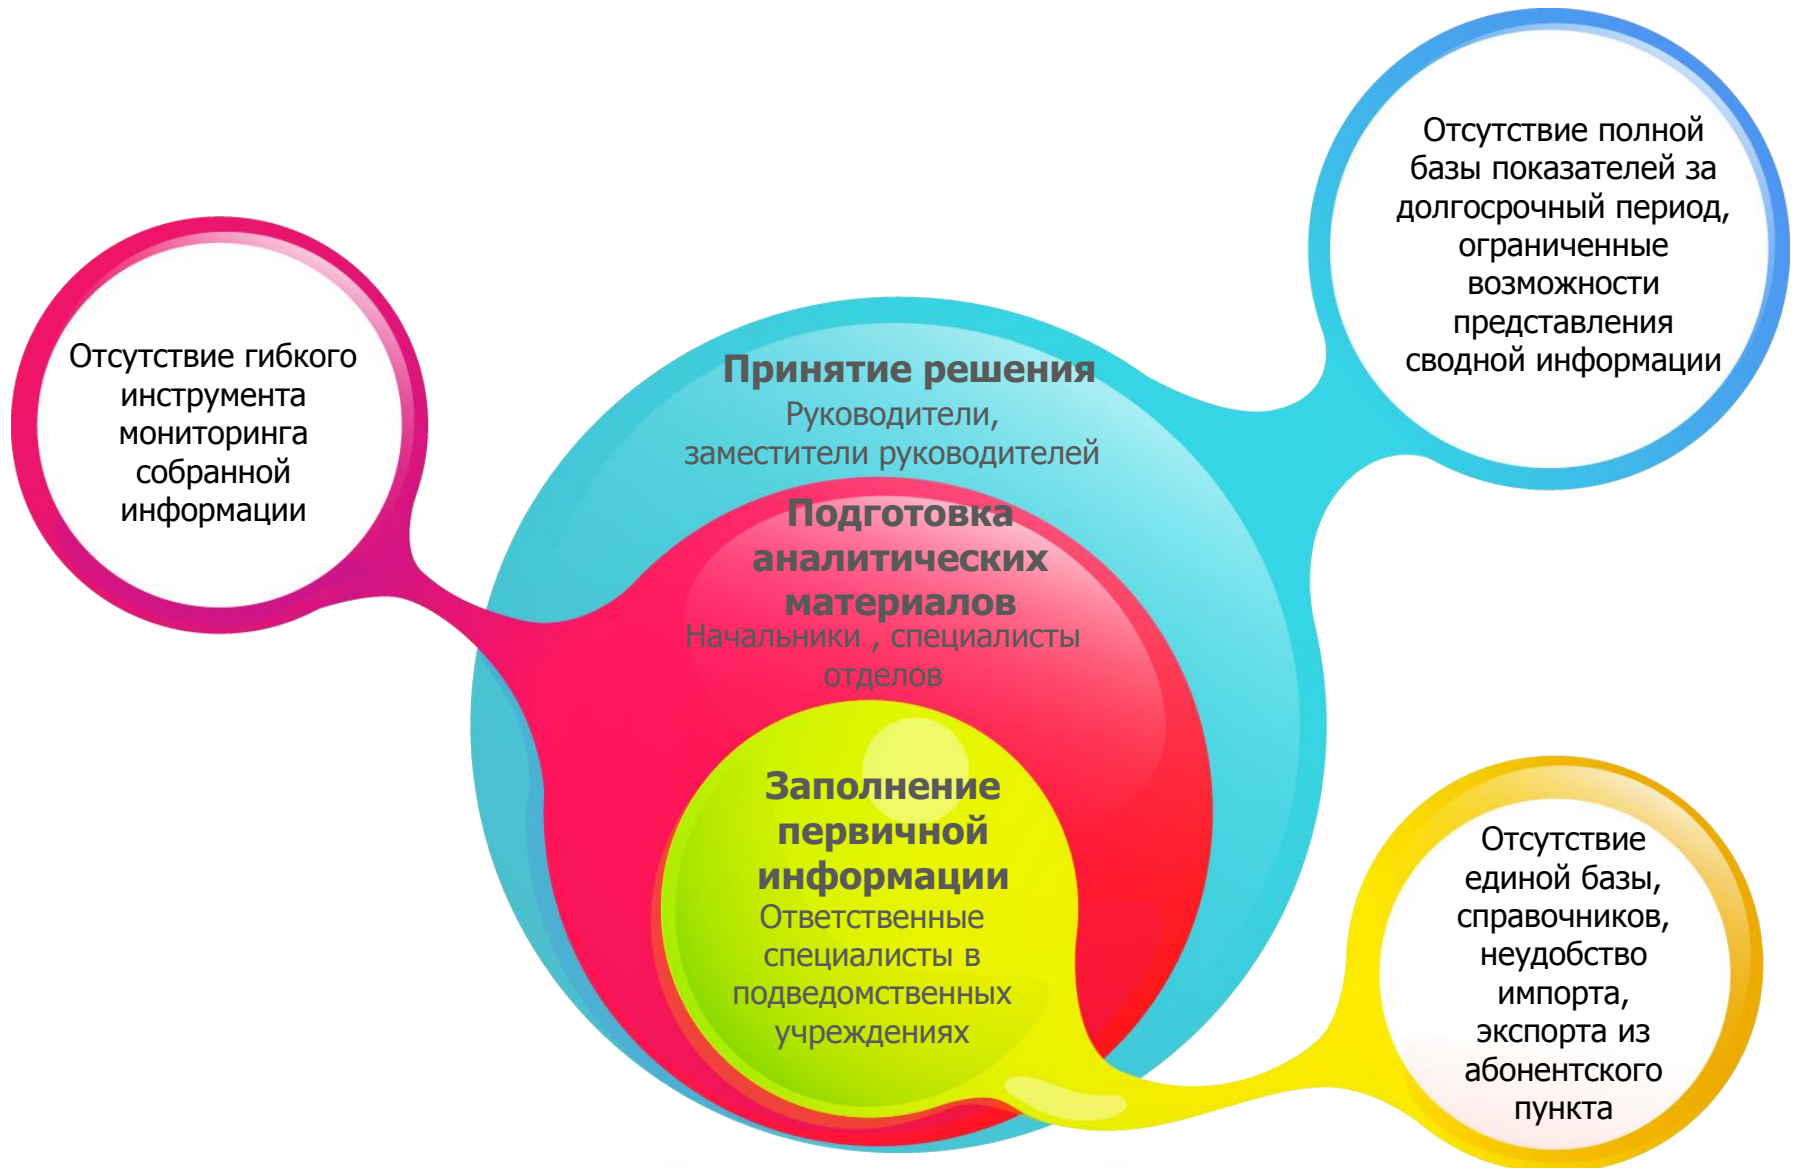 Отсутствие полной
базы показателей за
долгосрочный период,
ограниченные
возможности
представления
сводной информации
Отсутствие гибкого
инструмента
мониторинга
собранной
информации
Принятие решения
Руководители,
заместители руководителей
Подготовка
аналитических
материалов
Начальники , специалисты
отделов
Заполнение
первичной
информации
Ответственные
специалисты в
подведомственных
учреждениях
Отсутствие
единой базы,
справочников,
неудобство
импорта,
экспорта из
абонентского
пункта